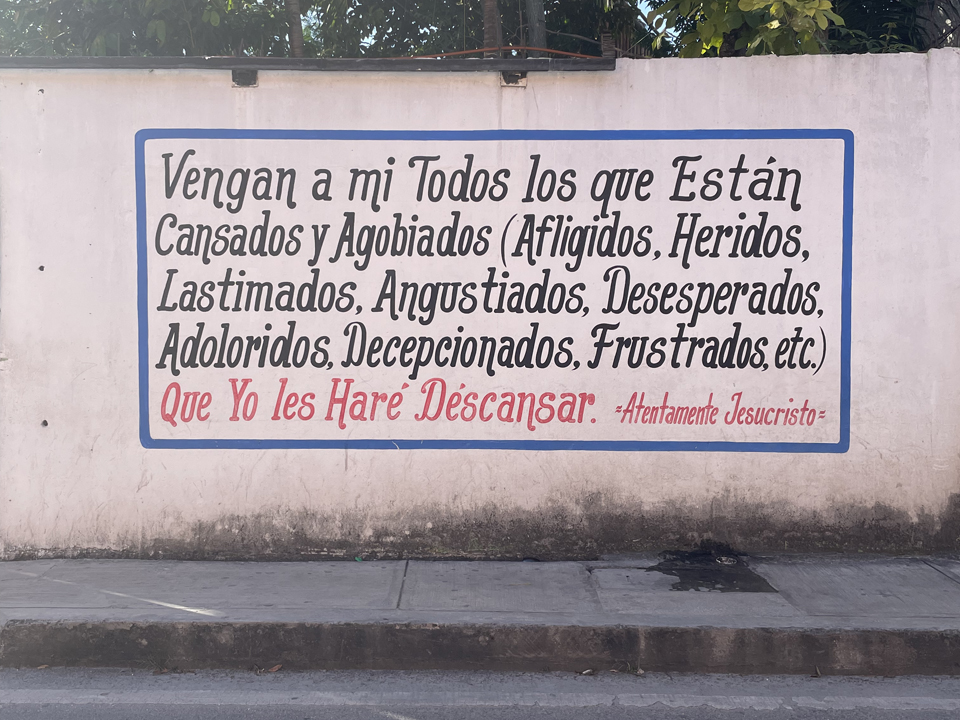 Vengan a mi Todos los que Están
Cansados y Agobiados (Afligidos, Heridos,
Lastimados, Angustiados, Desesperados,
Adoloridos, Decepcionados, Frustrados, etc.)
Que Yo les Haré Déscansar. =Atentamente Jesucristo=